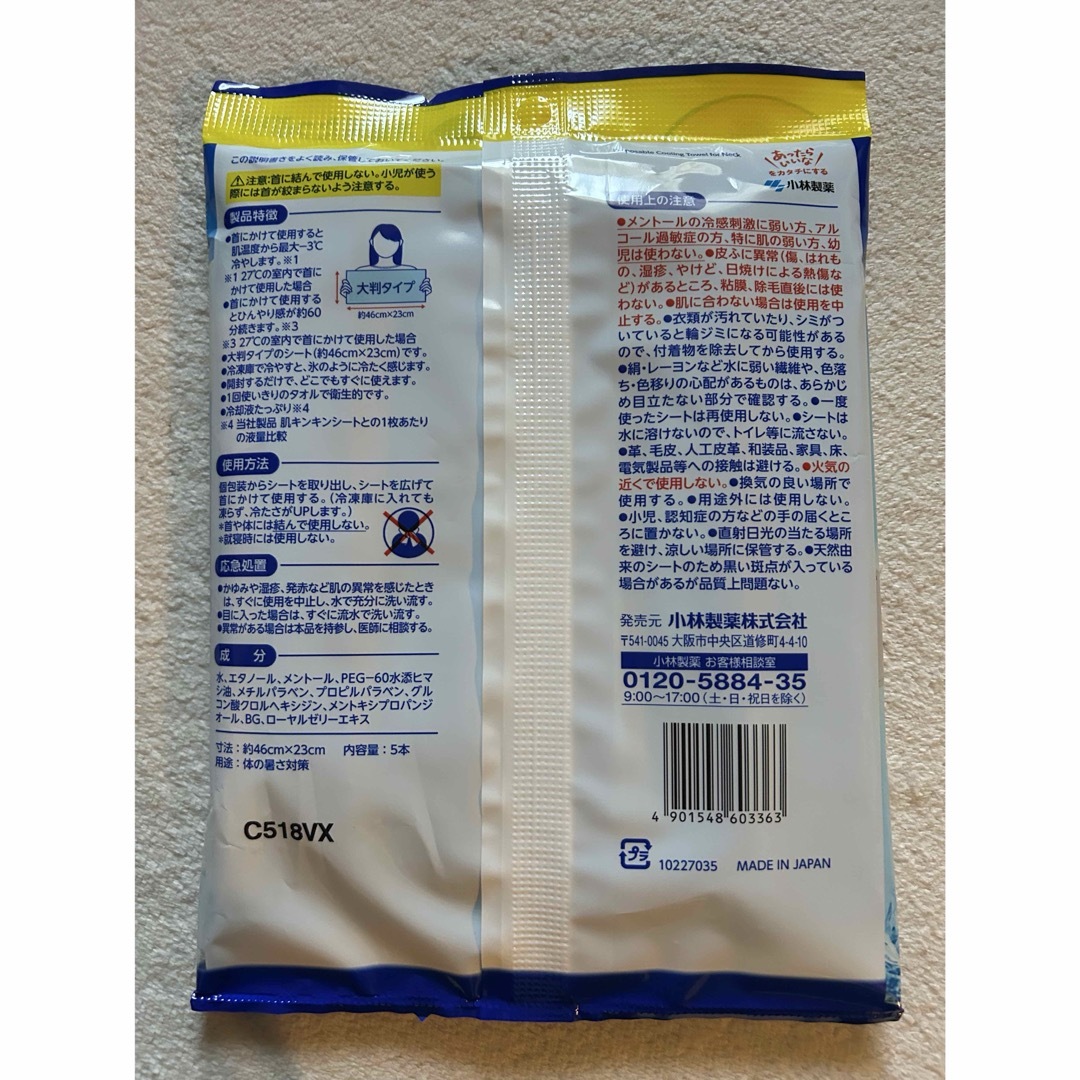 この説明書きをよく読み、保管しておいてください。
⚠注意:首に結んで使用しない。小児が使う
際には首が絞まらないよう注意する。
製品特徴
●首にかけて使用すると
肌温度から最大−3℃
冷やします。※1
※1 27℃の室内で首に
かけて使用した場合
●首にかけて使用する
とひんやり感が約60
分続きます。※3
※3 27℃の室内で首にかけて使用した場合
大判タイプ
約46cm×23cm
●大判タイプのシート(約46cm×23cm)です。
●冷凍庫で冷やすと、氷のように冷たく感じます。
●開封するだけで、どこでもすぐに使えます。
●1回使いきりのタオルで衛生的です。
●冷却液たっぷり※4
※4 当社製品 肌キンキンシートとの1枚あたり
の液量比較
使用方法
個包装からシートを取り出し、シートを広げて
首にかけて使用する。(冷凍庫に入れても
凍らず、冷たさがUPします。)
*首や体には結んで使用しない。
*就寝時には使用しない。
応急処置
●かゆみや湿疹、発赤など肌の異常を感じたとき
は、すぐに使用を中止し、水で充分に洗い流す。
●目に入った場合は、すぐに流水で洗い流す。
●異常がある場合は本品を持参し、医師に相談する。
成 分
水、エタノール、メントール、PEG-60水添ヒマ
シ油、メチルパラベン、プロピルパラベン、グル
コン酸クロルヘキシジン、メントキシプロパンジ
オール、BG、ローヤルゼリーエキス
寸法:約46cm×23cm 内容量:5本
用途:体の暑さ対策
C518VX
Cooling Towel for Neck
あったら
いいな
をカタチにする
小林製薬
使用上の注意
●メントールの冷感刺激に弱い方、アル
コール過敏症の方、特に肌の弱い方、幼
児は使わない。●皮ふに異常(傷、はれも
の、湿疹、やけど、日焼けによる熱傷な
ど)があるところ、粘膜、除毛直後には使
わない。●肌に合わない場合は使用を中
止する。●衣類が汚れていたり、シミがつ
いていると輪ジミになる可能性がある
ので、付着物を除去してから使用する。
●絹・レーヨンなど水に弱い繊維や、色落
ち・色移りの心配があるものは、あらかじ
め目立たない部分で確認する。●一度
使ったシートは再使用しない。●シートは
水に溶けないので、トイレ等に流さない。
●革、毛皮、人工皮革、和装品、家具、床、
電気製品等への接触は避ける。●火気の
近くで使用しない。●換気の良い場所で
使用する。●用途外には使用しない。
●小児、認知症の方などの手の届くとこ
ろに置かない。●直射日光の当たる場所
を避け、涼しい場所に保管する。●天然由
来のシートのため黒い斑点が入っている
場合があるが品質上問題ない。
発売元 小林製薬株式会社
〒541-0045 大阪市中央区道修町4-4-10
小林製薬 お客様相談室
0120-5884-35
9:00〜17:00(土・日・祝日を除く)
4 901548 603363
プラ
10227035 MADE IN JAPAN